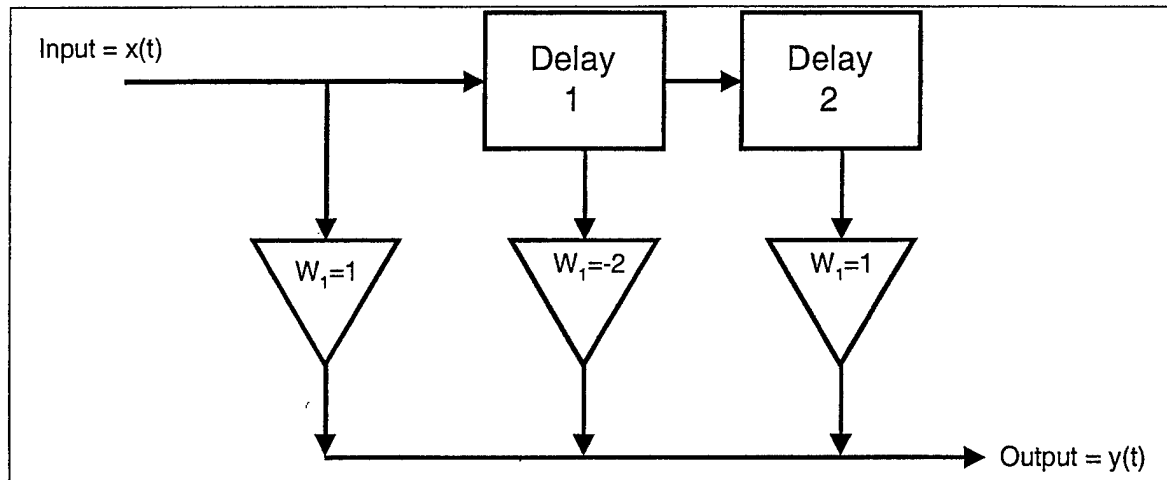 Input = x(t)
Delay
1
Delay
2
W₁=1
W₁=-2
W₁=1
Output = y(t)